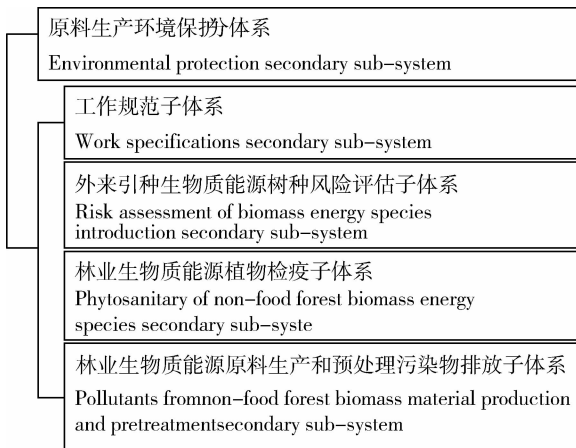 原料生产环境保护分体系
Environmental protection secondary sub-system
工作规范子体系
Work specifications secondary sub-system
外来引种生物质能源树种风险评估子体系
Risk assessment of biomass energy species
introduction secondary sub-system
林业生物质能源植物检疫子体系
Phytosanitary of non-food forest biomass energy
species secondary sub-syste
林业生物质能源原料生产和预处理污染物排放子体系
Pollutants fromnon-food forest biomass material production
and pretreatmentsecondary sub-system